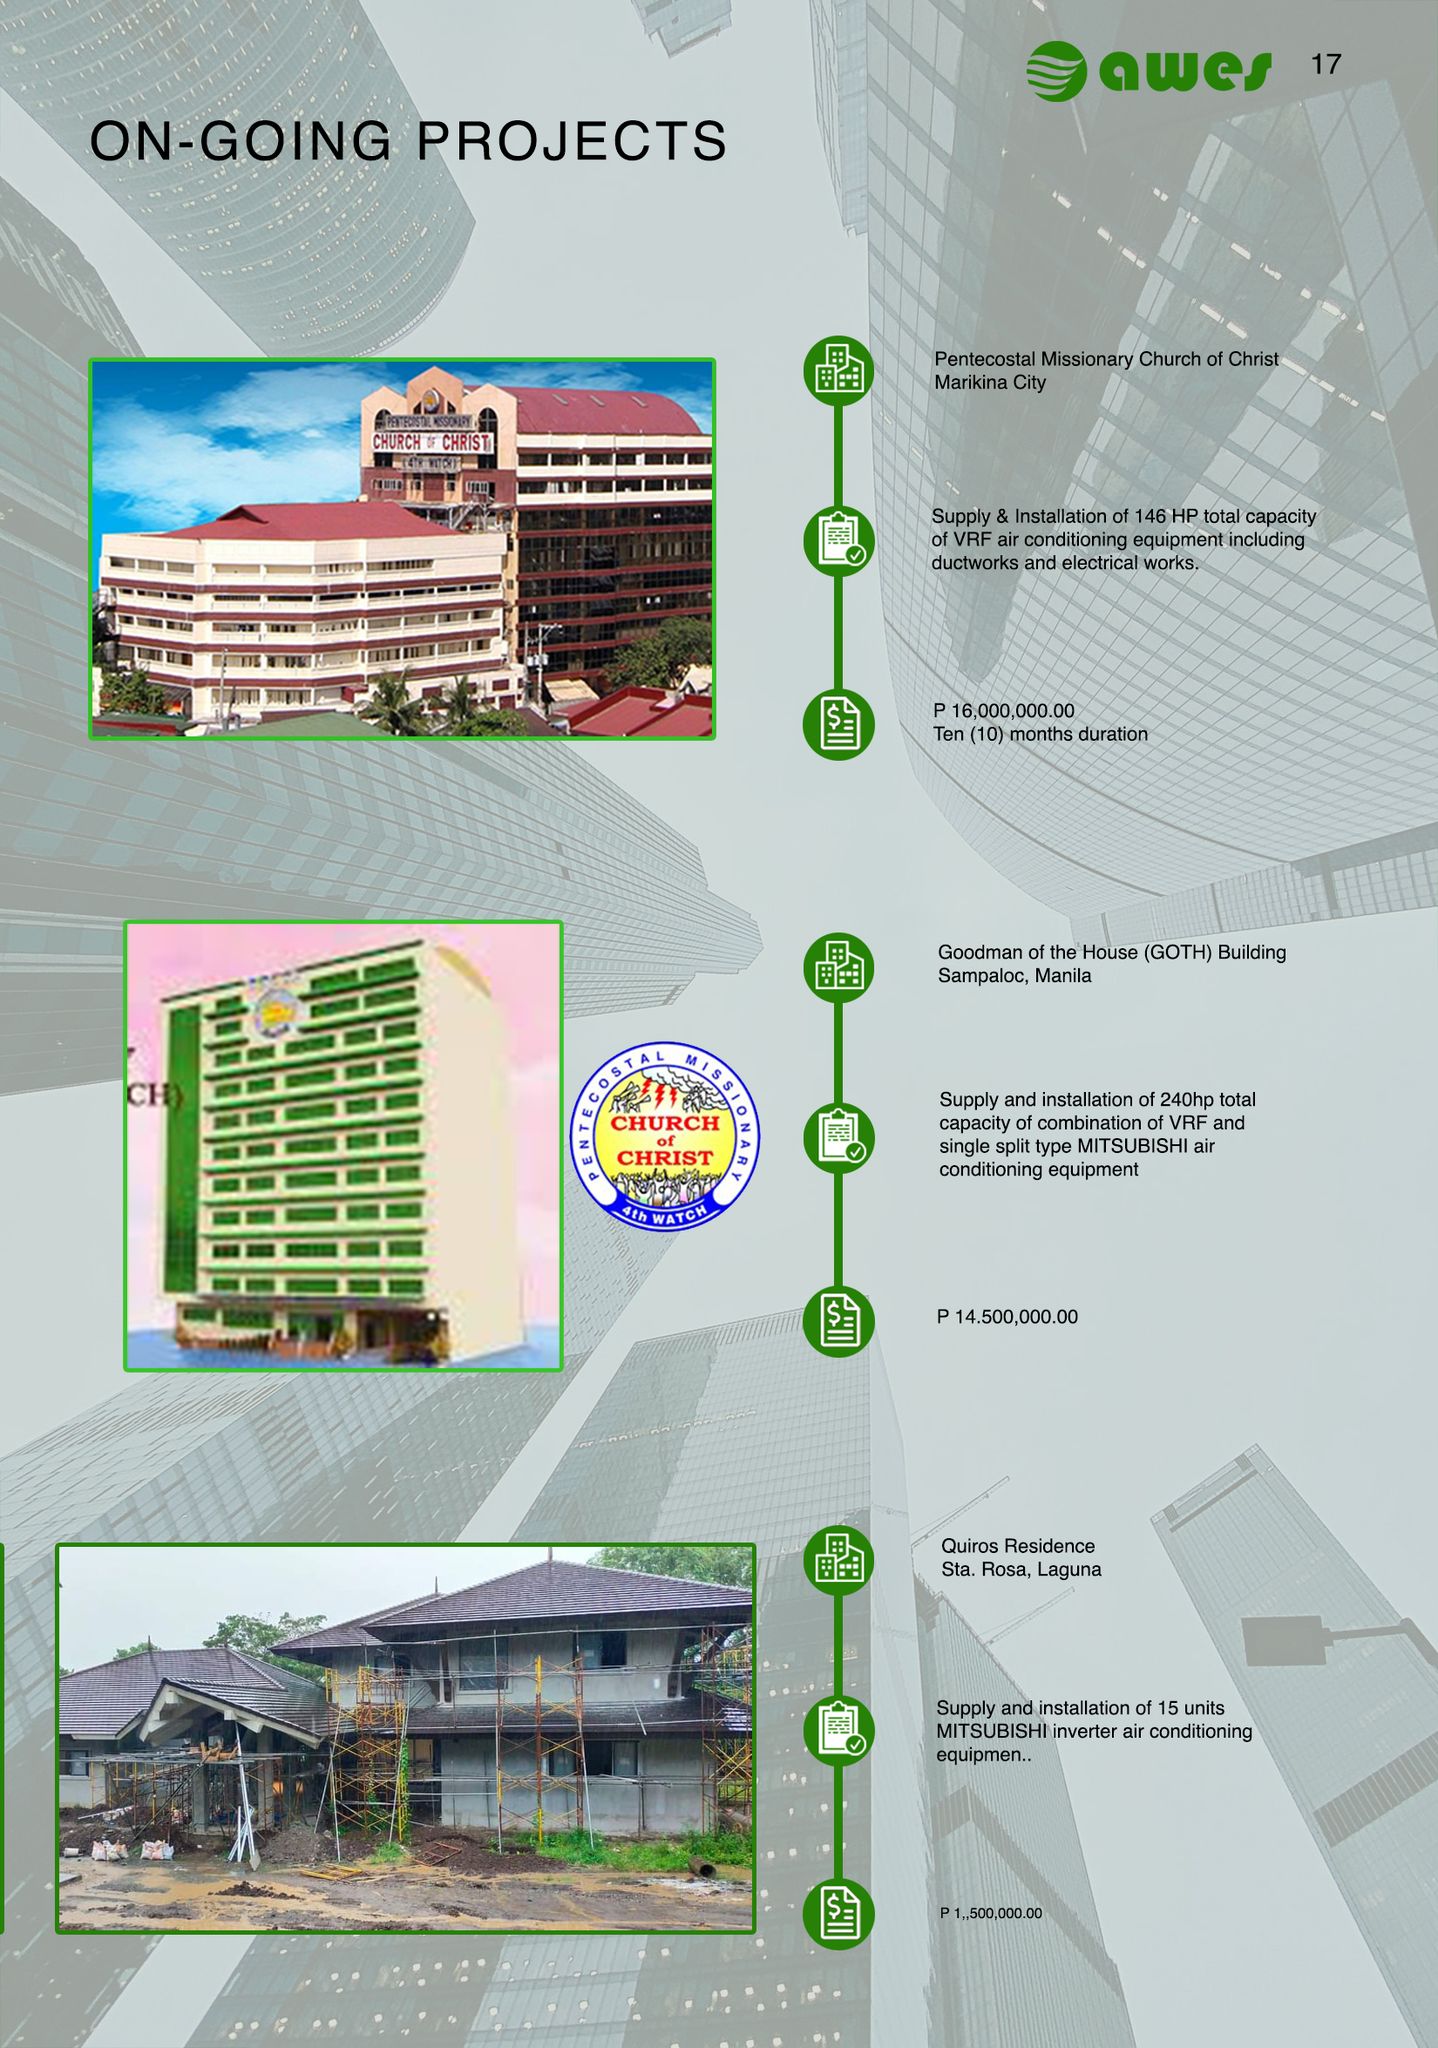 awes
17
ON-GOING PROJECTS
PENTECOSTAL MISSIONARY
CHURCH OF CHRIST
(4TH WATCH)
Pentecostal Missionary Church of Christ
Marikina City
Supply & Installation of 146 HP total capacity
of VRF air conditioning equipment including
ductworks and electrical works.
P 16,000,000.00
Ten (10) months duration
CH)
PENTECOSTAL MISSIONARY
CHURCH
of
CHRIST
4th WATCH
Goodman of the House (GOTH) Building
Sampaloc, Manila
Supply and installation of 240hp total
capacity of combination of VRF and
single split type MITSUBISHI air
conditioning equipment
P 14.500,000.00
Quiros Residence
Sta. Rosa, Laguna
Supply and installation of 15 units
MITSUBISHI inverter air conditioning
equipmen..
P 1,,500,000.00